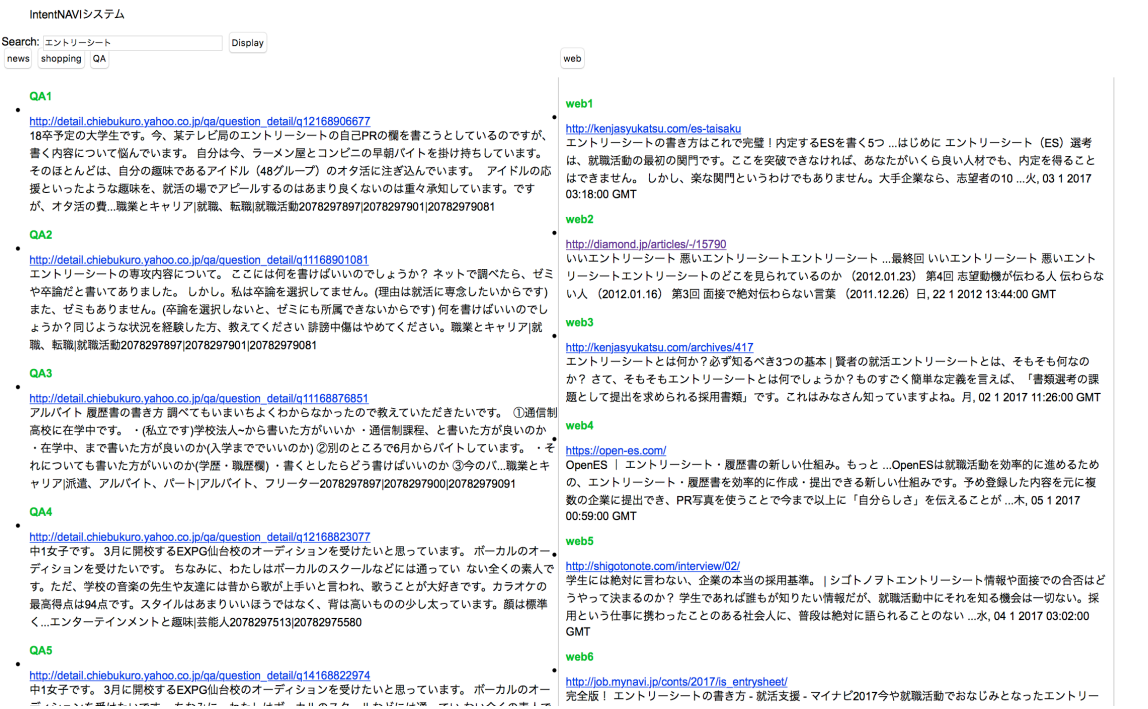 IntentNAVIシステム
Search: エントリーシート Display
news shopping QA
QA1
http://detail.chiebukuro.yahoo.co.jp/qa/question_detail/q12168906677
18卒予定の大学生です。今、某テレビ局のエントリーシートの自己PRの欄を書こうとしているのですが、
書く内容について悩んでいます。 自分は今、ラーメン屋とコンビニの早朝バイトを掛け持ちしています。
そのほとんどは、自分の趣味であるアイドル（48グループ）のオタ活に注ぎ込んでいます。 アイドルの応
援といったような趣味を、就活の場でアピールするのはあまり良くないのは重々承知しています。です
が、オタ活の費...職業とキャリア|就職、転職|就職活動2078297897|2078297901|20782979081
QA2
http://detail.chiebukuro.yahoo.co.jp/qa/question_detail/q11168901081
エントリーシートの専攻内容について。 ここには何を書けばいいのでしょうか？ ネットで調べたら、ゼミ
や卒論だと書いてありました。 しかし。私は卒論を選択してません。(理由は就活に専念したいからです)
また、ゼミもありません。(卒論を選択しないと、ゼミにも所属できないからです) 何を書けばいいのでし
ょうか？同じような状況を経験した方、教えてください 誹謗中傷はやめてください。職業とキャリア|就
職、転職|就職活動2078297897|2078297901|20782979081
QA3
http://detail.chiebukuro.yahoo.co.jp/qa/question_detail/q11168876851
アルバイト 履歴書の書き方 調べてもいまいちよくわからなかったので教えていただきたいです。 ①通信制
高校に在学中です。 ・(私立です)学校法人~から書いた方がいいか ・通信制課程、と書いた方が良いのか
・在学中、まで書いた方が良いのか(入学まででいいのか) ②別のところで6月からバイトしています。 ・そ
れについても書いた方がいいのか(学歴・職歴欄) ・書くとしたらどう書けばいいのか ③今のバ...職業とキ
ャリア|派遣、アルバイト、パート|アルバイト、フリーター2078297897|2078297900|20782979091
QA4
http://detail.chiebukuro.yahoo.co.jp/qa/question_detail/q12168823077
中1女子です。 3月に開校するEXPG仙台校のオーディションを受けたいと思っています。 ボーカルのオー
ディションを受けたいです。 ちなみに、わたしはボーカルのスクールなどには通ってい ない全くの素人で
す。ただ、学校の音楽の先生や友達には昔から歌が上手いと言われ、歌うことが大好きです。カラオケの
最高得点は94点です。スタイルはあまりいいほうではなく、背は高いものの少し太っています。顔は標準
く...エンターテインメントと趣味|芸能人2078297513|20782975580
QA5
http://detail.chiebukuro.yahoo.co.jp/qa/question_detail/q14168822974
中1女子です。 3月に開校するEXPG仙台校のオーディションを受けたいと思っています。 ボーカルのオー
web
web1
http://kenjasyukatsu.com/es-taisaku
エントリーシートの書き方はこれで完璧！内定するESを書く5つ ...はじめに エントリーシート（ES）選考
は、就職活動の最初の関門です。ここを突破できなければ、あなたがいくら良い人材でも、内定を得ること
はできません。 しかし、楽な関門というわけでもありません。大手企業なら、志望者の10 ...火, 03 1 2017
03:18:00 GMT
web2
http://diamond.jp/articles/-/15790
いいエントリーシート 悪いエントリーシートエントリーシート ...最終回 いいエントリーシート 悪いエント
リーシートエントリーシートのどこを見られているのか （2012.01.23） 第4回 志望動機が伝わる人 伝わらな
い人 （2012.01.16） 第3回 面接で絶対伝わらない言葉 （2011.12.26）日, 22 1 2012 13:44:00 GMT
web3
http://kenjasyukatsu.com/archives/417
エントリーシートとは何か？必ず知るべき3つの基本 | 賢者の就活エントリーシートとは、そもそも何なの
か？ さて、そもそもエントリーシートとは何でしょうか？ものすごく簡単な定義を言えば、「書類選考の課
題として提出を求められる採用書類」です。これはみなさん知っていますよね。月, 02 1 2017 11:26:00 GMT
web4
https://open-es.com/
OpenES ｜ エントリーシート・履歴書の新しい仕組み。もっと ...OpenESは就職活動を効率的に進めるため
の、エントリーシート・履歴書を効率的に作成・提出できる新しい仕組みです。予め登録した内容を元に複
数の企業に提出でき、PR写真を使うことで今まで以上に「自分らしさ」を伝えることが ...木, 05 1 2017
00:59:00 GMT
web5
http://shigotonote.com/interview/02/
学生には絶対に言わない、企業の本当の採用基準。 | シゴトノヲトエントリーシート情報や面接での合否はど
うやって決まるのか？ 学生であれば誰もが知りたい情報だが、就職活動中にそれを知る機会は一切ない。採
用という仕事に携わったことのある社会人に、普段は絶対に語られることのない ...水, 04 1 2017 03:02:00
GMT
web6
http://job.mynavi.jp/conts/2017/is_entrysheet/
完全版！ エントリーシートの書き方 - 就活支援 - マイナビ2017今や就職活動でおなじみとなったエントリー